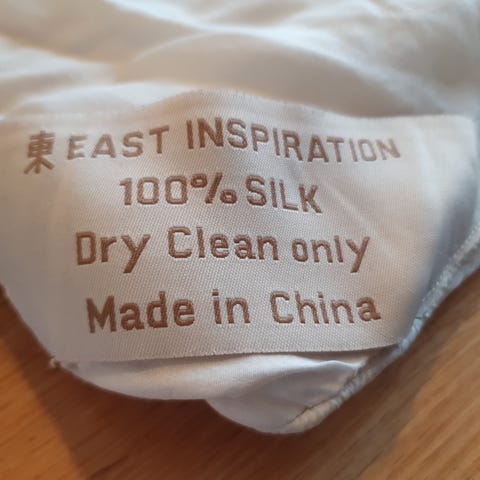 東 EAST INSPIRATION
100% SILK
Dry Clean only
Made in China